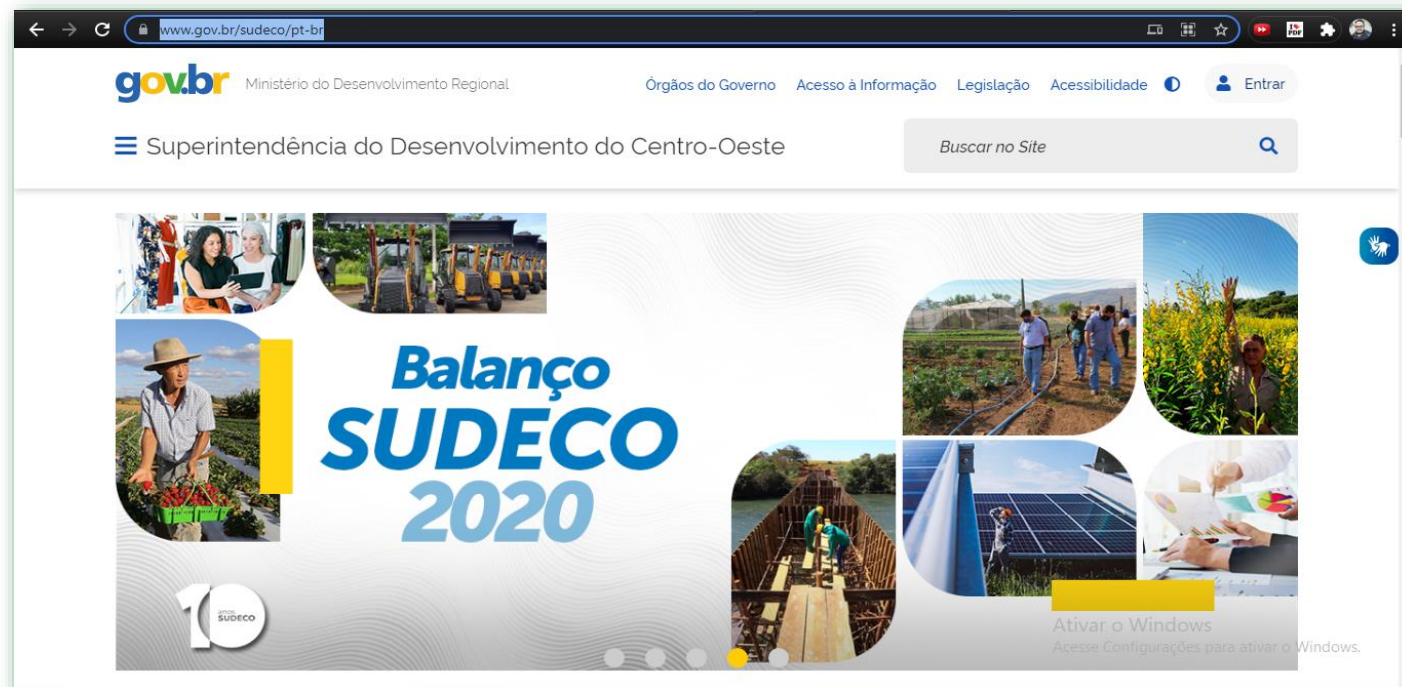 www.gov.br/sudeco/pt-br
gov.br Ministério do Desenvolvimento Regional Órgãos do Governo Acesso à Informação Legislação Acessibilidade Entrar
Superintendência do Desenvolvimento do Centro-Oeste Buscar no Site
Balanço
SUDECO
2020
10 anos
SUDECO
Ativar o Windows
Acesse Configurações para ativar o Windows.